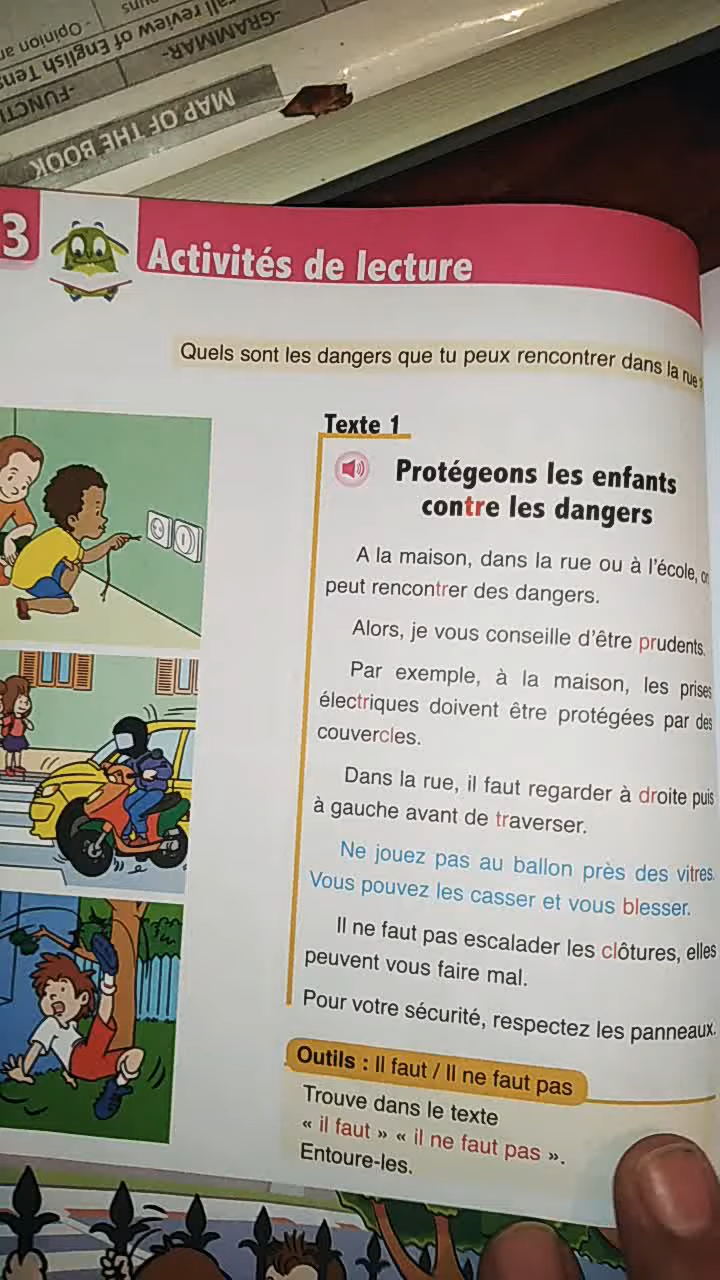 - Opinion
all review of English Tens
-GRAMMAR-
-FUNCTI
MAP OF THE BOOK
3
Activités de lecture
Quels sont les dangers que tu peux rencontrer dans la rue ?
Texte 1
Protégeons les enfants
contre les dangers
A la maison, dans la rue ou à l'école, on
peut rencontrer des dangers.
Alors, je vous conseille d'être prudents.
Par exemple, à la maison, les prises
électriques doivent être protégées par des
couvercles.
Dans la rue, il faut regarder à droite puis
à gauche avant de traverser.
Ne jouez pas au ballon près des vitres.
Vous pouvez les casser et vous blesser.
Il ne faut pas escalader les clôtures, elles
peuvent vous faire mal.
Pour votre sécurité, respectez les panneaux.
Outils : Il faut / Il ne faut pas
Trouve dans le texte
« il faut » « il ne faut pas ».
Entoure-les.